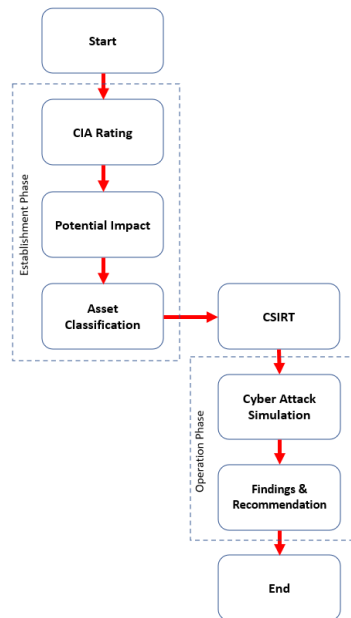 Start
CIA Rating
Potential Impact
Establishment Phase
Asset
Classification
CSIRT
Cyber Attack
Simulation
Operation Phase
Findings &
Recommendation
End